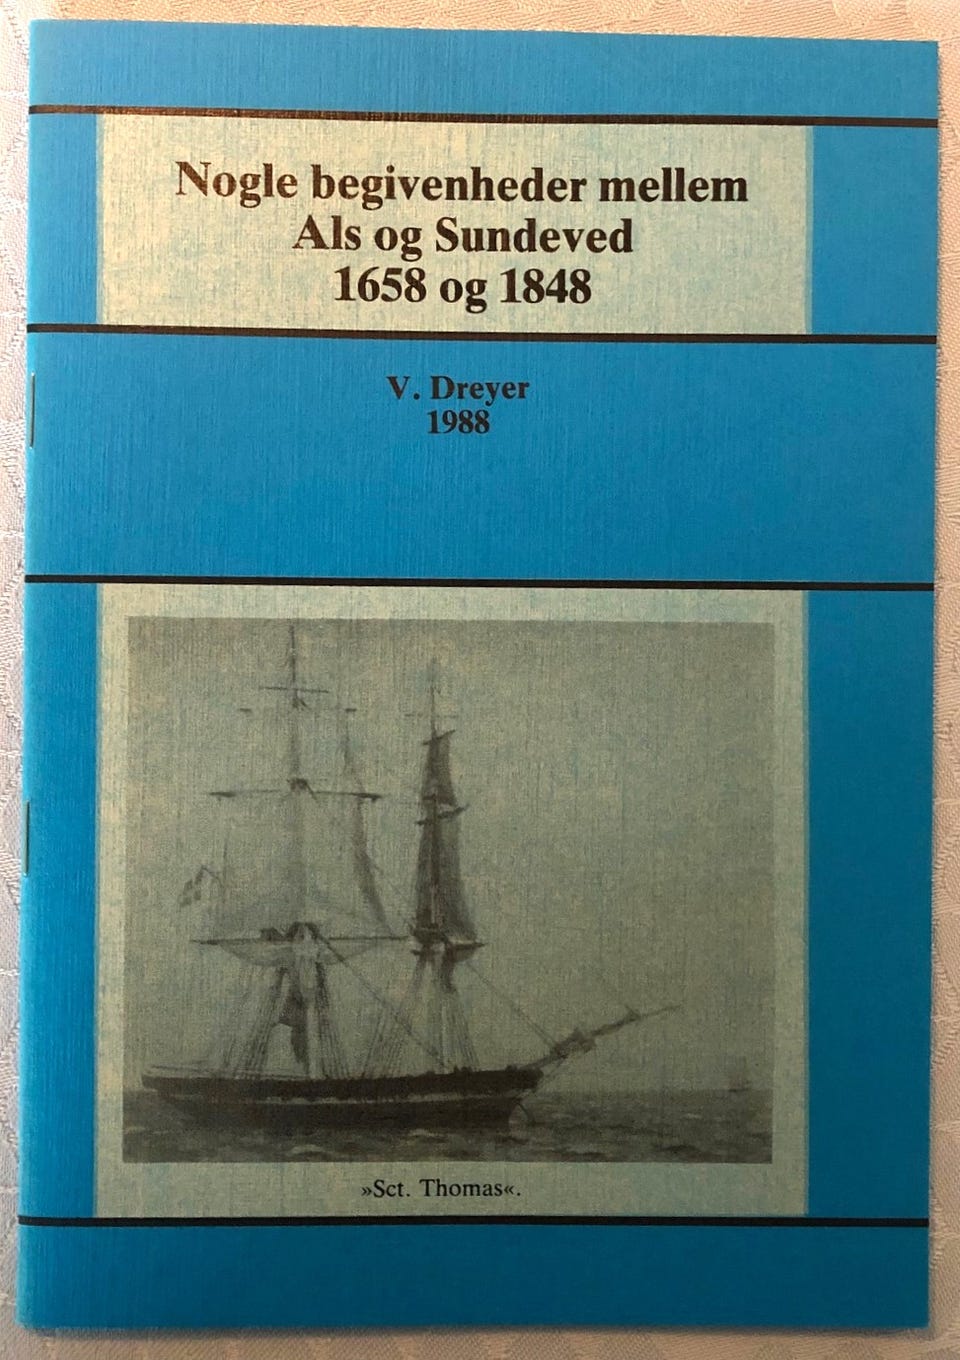 Nogle begivenheder mellem
Als og Sundeved
1658 og 1848
V. Dreyer
1988
»Sct. Thomas«.